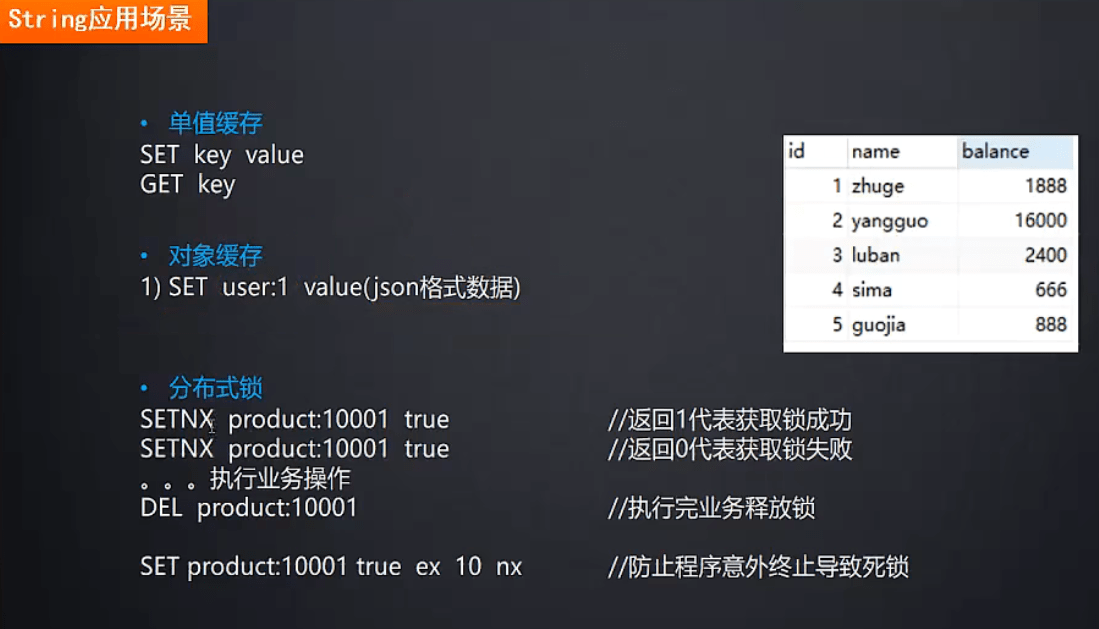 String应用场景
• 单值缓存
SET key value
GET key
• 对象缓存
1) SET user:1 value(json格式数据)
id name balance
1 zhuge 1888
2 yangguo 16000
3 luban 2400
4 sima 666
5 guojia 888
• 分布式锁
SETNX product:10001 true //返回1代表获取锁成功
SETNX product:10001 true //返回0代表获取锁失败
。。。执行业务操作
DEL product:10001 //执行完业务释放锁
SET product:10001 true ex 10 nx //防止程序意外终止导致死锁